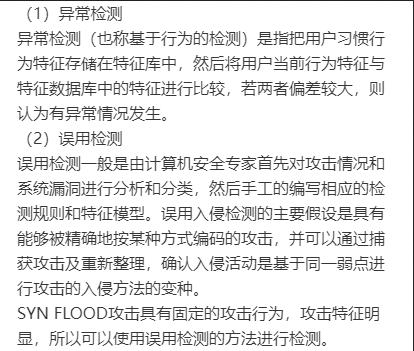 （1）异常检测
异常检测（也称基于行为的检测）是指把用户习惯行
为特征存储在特征库中，然后将用户当前行为特征与
特征数据库中的特征进行比较，若两者偏差较大，则
认为有异常情况发生。
（2）误用检测
误用检测一般是由计算机安全专家首先对攻击情况和
系统漏洞进行分析和分类，然后手工的编写相应的检
测规则和特征模型。误用入侵检测的主要假设是具有
能够被精确地按某种方式编码的攻击，并可以通过捕
获攻击及重新整理，确认入侵活动是基于同一弱点进
行攻击的入侵方法的变种。
SYN FLOOD攻击具有固定的攻击行为，攻击特征明
显，所以可以使用误用检测的方法进行检测。